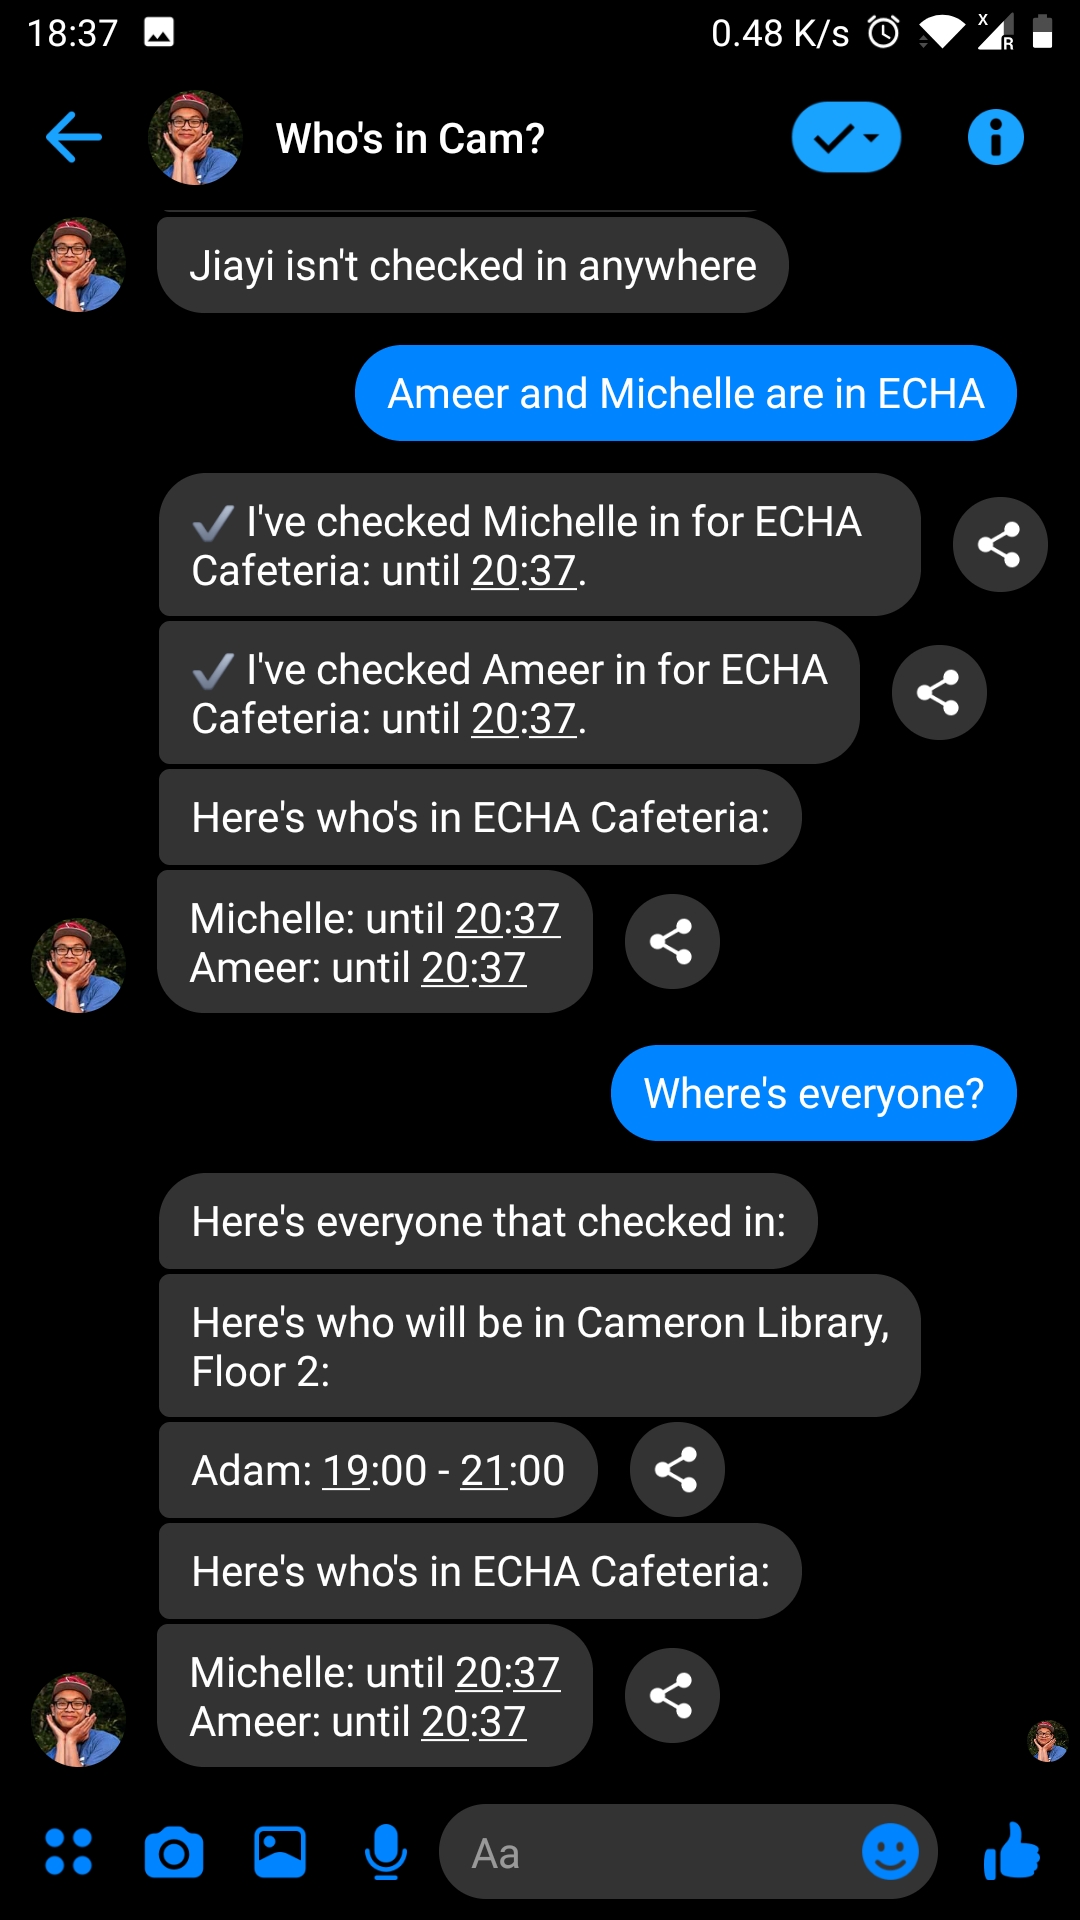 18:37
0.48 K/s
X
R
Who's in Cam?
Jiayi isn't checked in anywhere
Ameer and Michelle are in ECHA
✔ I've checked Michelle in for ECHA
Cafeteria: until 20:37.
✔ I've checked Ameer in for ECHA
Cafeteria: until 20:37.
Here's who's in ECHA Cafeteria:
Michelle: until 20:37
Ameer: until 20:37
Where's everyone?
Here's everyone that checked in:
Here's who will be in Cameron Library,
Floor 2:
Adam: 19:00 - 21:00
Here's who's in ECHA Cafeteria:
Michelle: until 20:37
Ameer: until 20:37
Aa